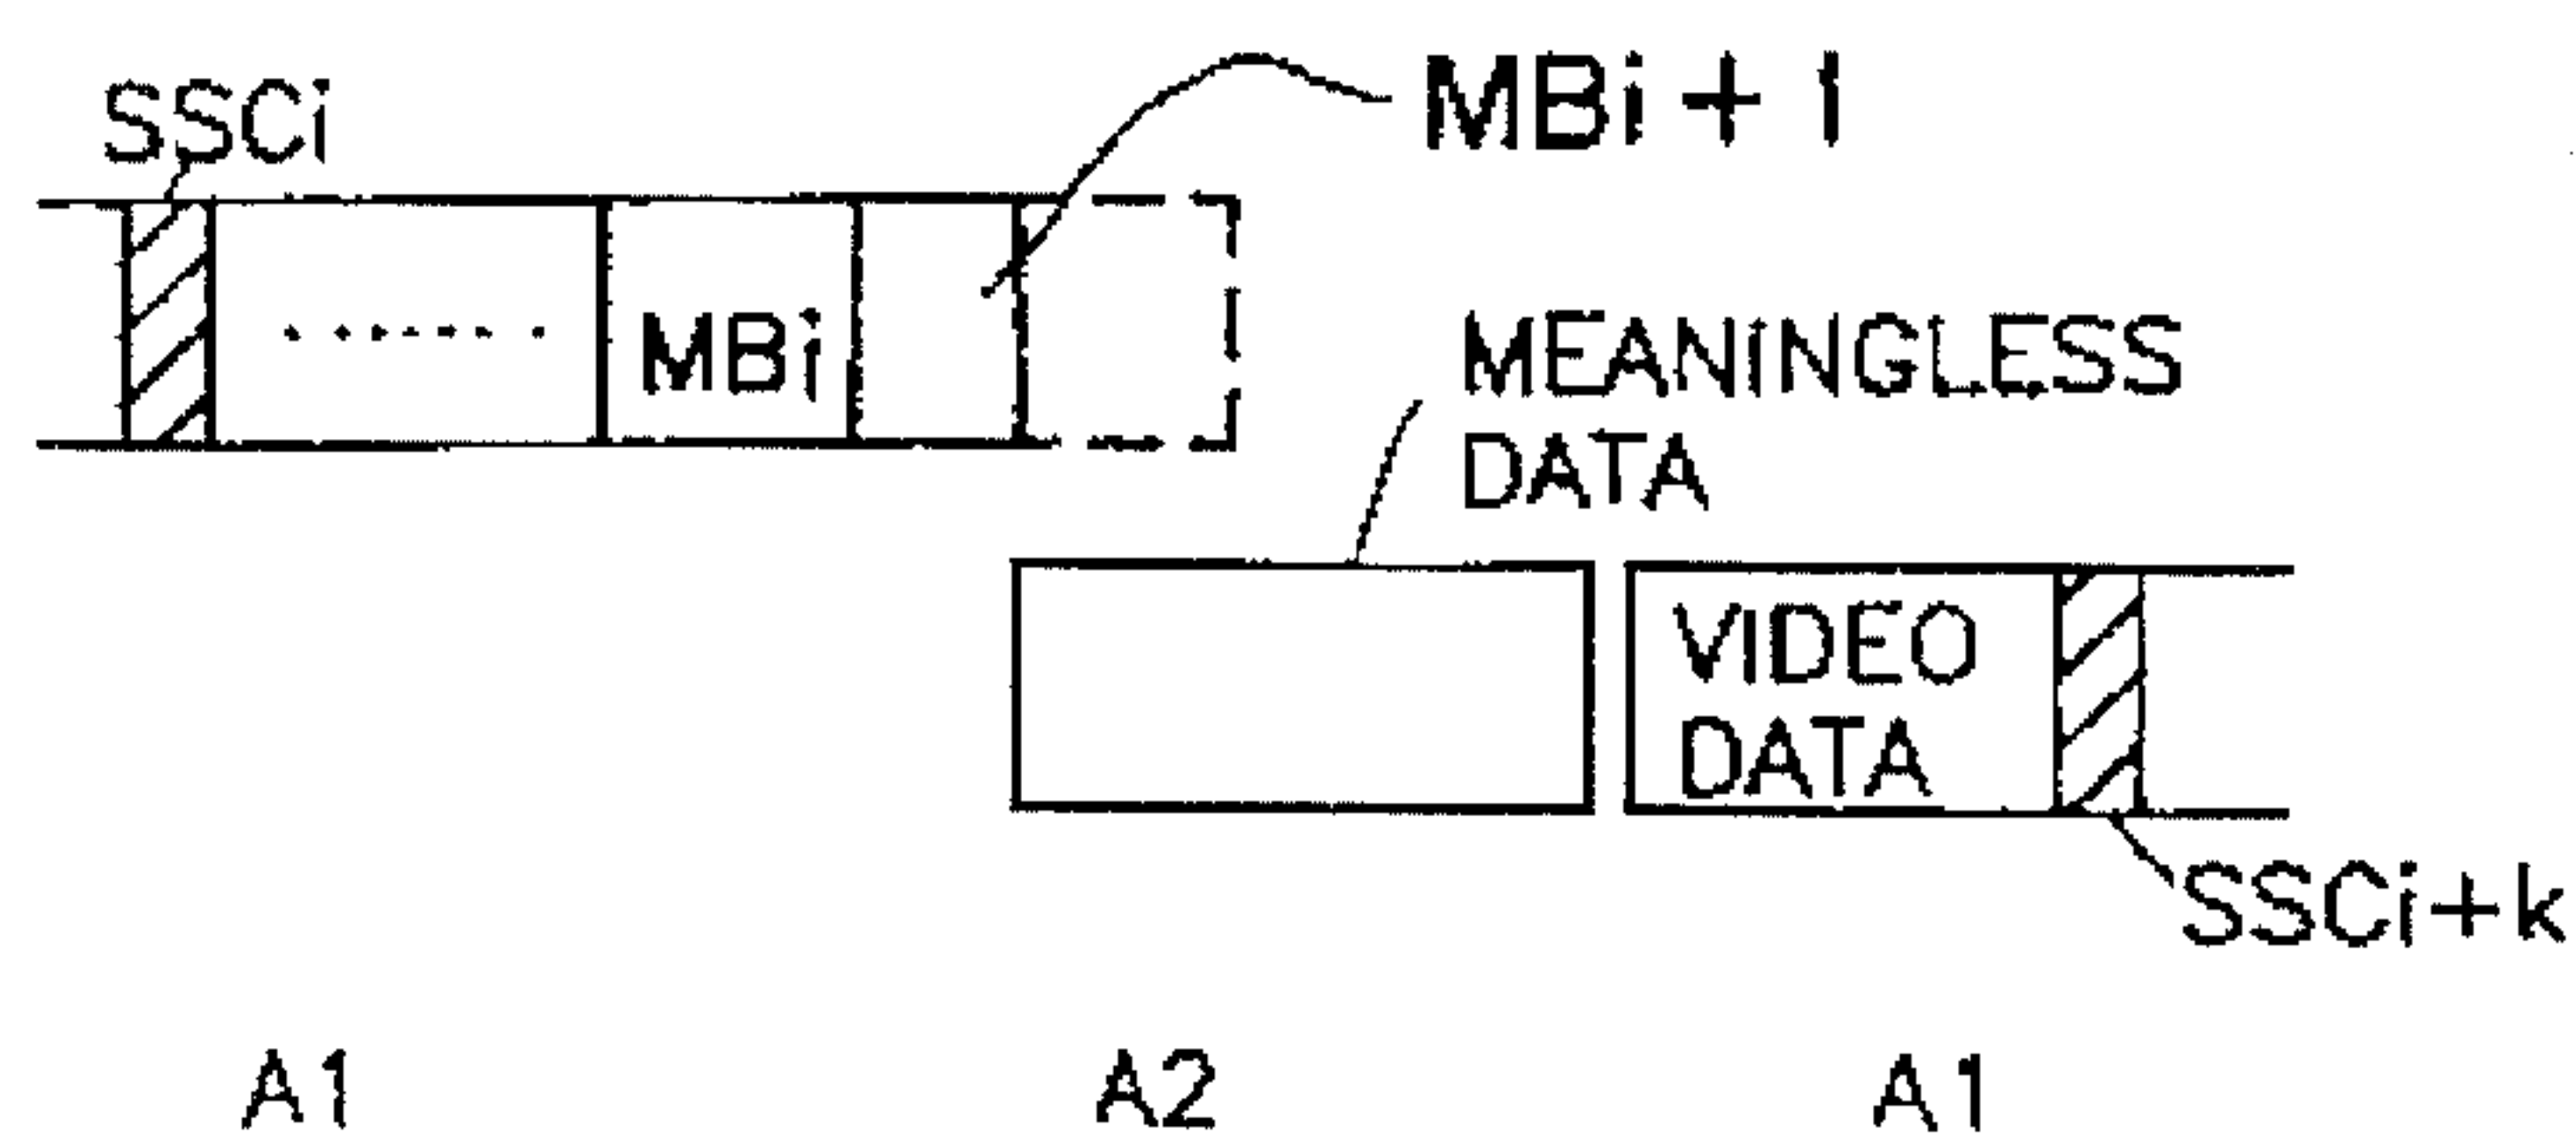 SSCi
MBi + 1
MBi
MEANINGLESS
DATA
VIDEO
DATA
SSCi+k
A1 A2 A1